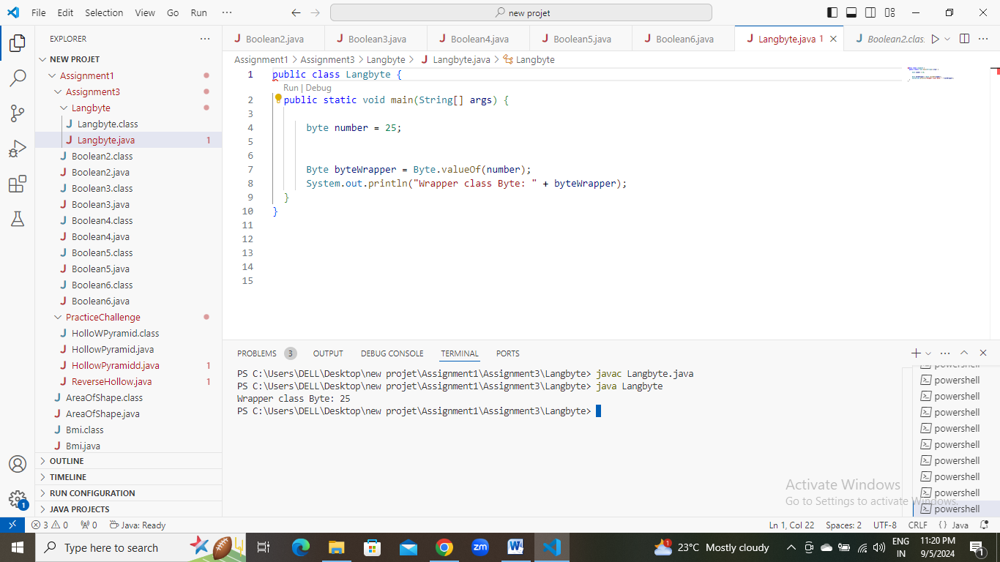 File Edit Selection View Go Run ···
new projet
EXPLORER
NEW PROJET
Assignment1
Assignment3
Langbyte
Langbyte.class
Langbyte.java 1
Boolean2.class
Boolean2.java
Boolean3.class
Boolean3.java
Boolean4.class
Boolean4.java
Boolean5.class
Boolean5.java
Boolean6.class
Boolean6.java
PracticeChallenge
HolloWPyramid.class
HollowPyramid.java
HollowPyramidd.java 1
ReverseHollow.java 1
AreaOfShape.class
AreaOfShape.java
Bmi.class
Bmi.java
OUTLINE
TIMELINE
RUN CONFIGURATION
JAVA PROJECTS
Boolean2.java Boolean3.java Boolean4.java Boolean5.java Boolean6.java Langbyte.java 1 Boolean2.clas
Assignment1 > Assignment3 > Langbyte > Langbyte.java > Langbyte
1 public class Langbyte {
Run | Debug
2 public static void main(String[] args) {
3
4 byte number = 25;
5
6
7 Byte byteWrapper = Byte.valueOf(number);
8 System.out.println("Wrapper class Byte: " + byteWrapper);
9 }
10 }
11
12
13
14
15
PROBLEMS 3 OUTPUT DEBUG CONSOLE TERMINAL PORTS
PS C:\Users\DELL\Desktop\new projet\Assignment1\Assignment3\Langbyte> javac Langbyte.java
PS C:\Users\DELL\Desktop\new projet\Assignment1\Assignment3\Langbyte> java Langbyte
Wrapper class Byte: 25
PS C:\Users\DELL\Desktop\new projet\Assignment1\Assignment3\Langbyte>
powershell
powershell
powershell
powershell
powershell
powershell
powershell
powershell
powershell
powershell
Activate Windows
Go to Settings to activate Windows.
1
3 0 0 Java: Ready Ln 1, Col 22 Spaces: 2 UTF-8 CRLF {} Java
Type here to search
zm
W
1
23°C Mostly cloudy
ENG
IN
11:20 PM
9/5/2024
1